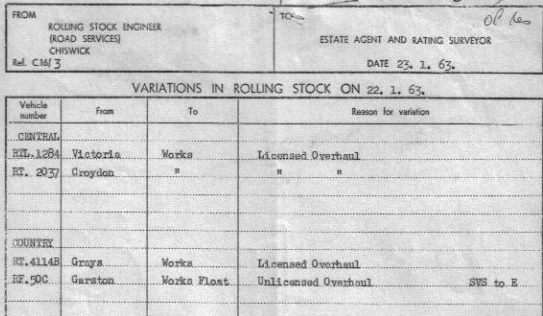 FROM
ROLLING STOCK ENGINEER
(ROAD SERVICES)
CHISWICK
Ref. C.16/ 3
TO
ESTATE AGENT AND RATING SURVEYOR
DATE 23. 1. 63.
VARIATIONS IN ROLLING STOCK ON 22. 1. 63.
Vehicle number From To Reason for variation
CENTRAL
RTL.1284 Victoria Works Licensed Overhaul
RT. 2037 Croydon " " "
COUNTRY
RT.4114B Grays Works Licensed Overhaul
RF.50C Garston Works Float Unlicensed Overhaul SVS to E